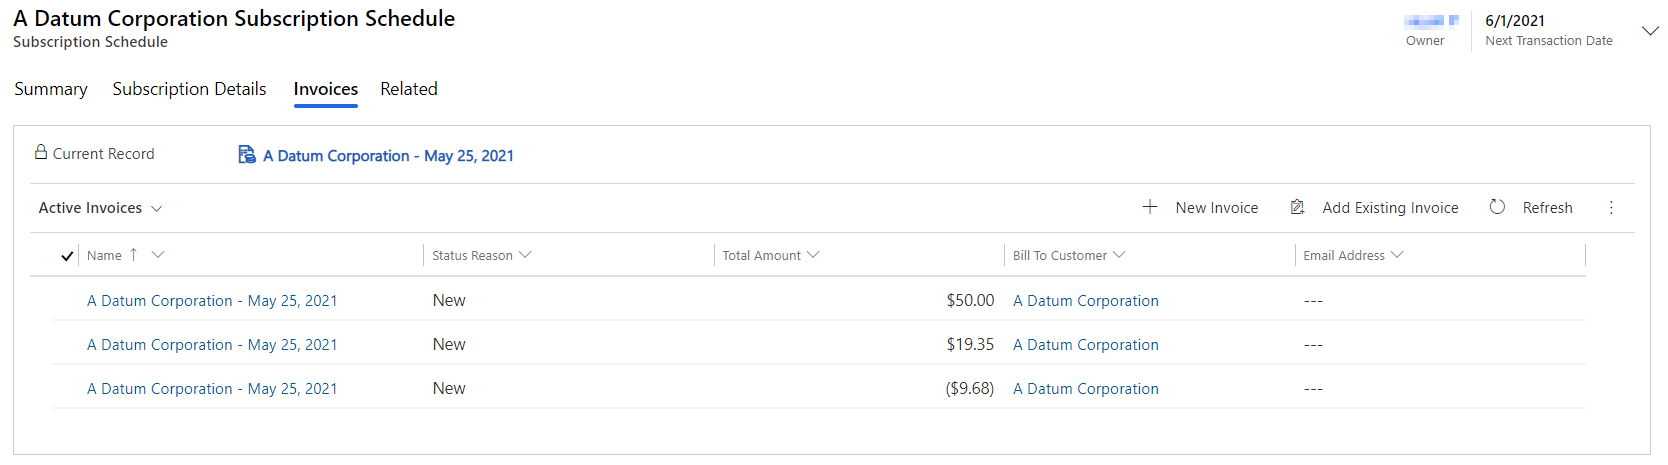 A Datum Corporation Subscription Schedule
Subscription Schedule
Owner
6/1/2021
Next Transaction Date
Summary Subscription Details Invoices Related
Current Record A Datum Corporation - May 25, 2021
Active Invoices New Invoice Add Existing Invoice Refresh
Name ↑ Status Reason Total Amount Bill To Customer Email Address
A Datum Corporation - May 25, 2021 New $50.00 A Datum Corporation ---
A Datum Corporation - May 25, 2021 New $19.35 A Datum Corporation ---
A Datum Corporation - May 25, 2021 New ($9.68) A Datum Corporation ---